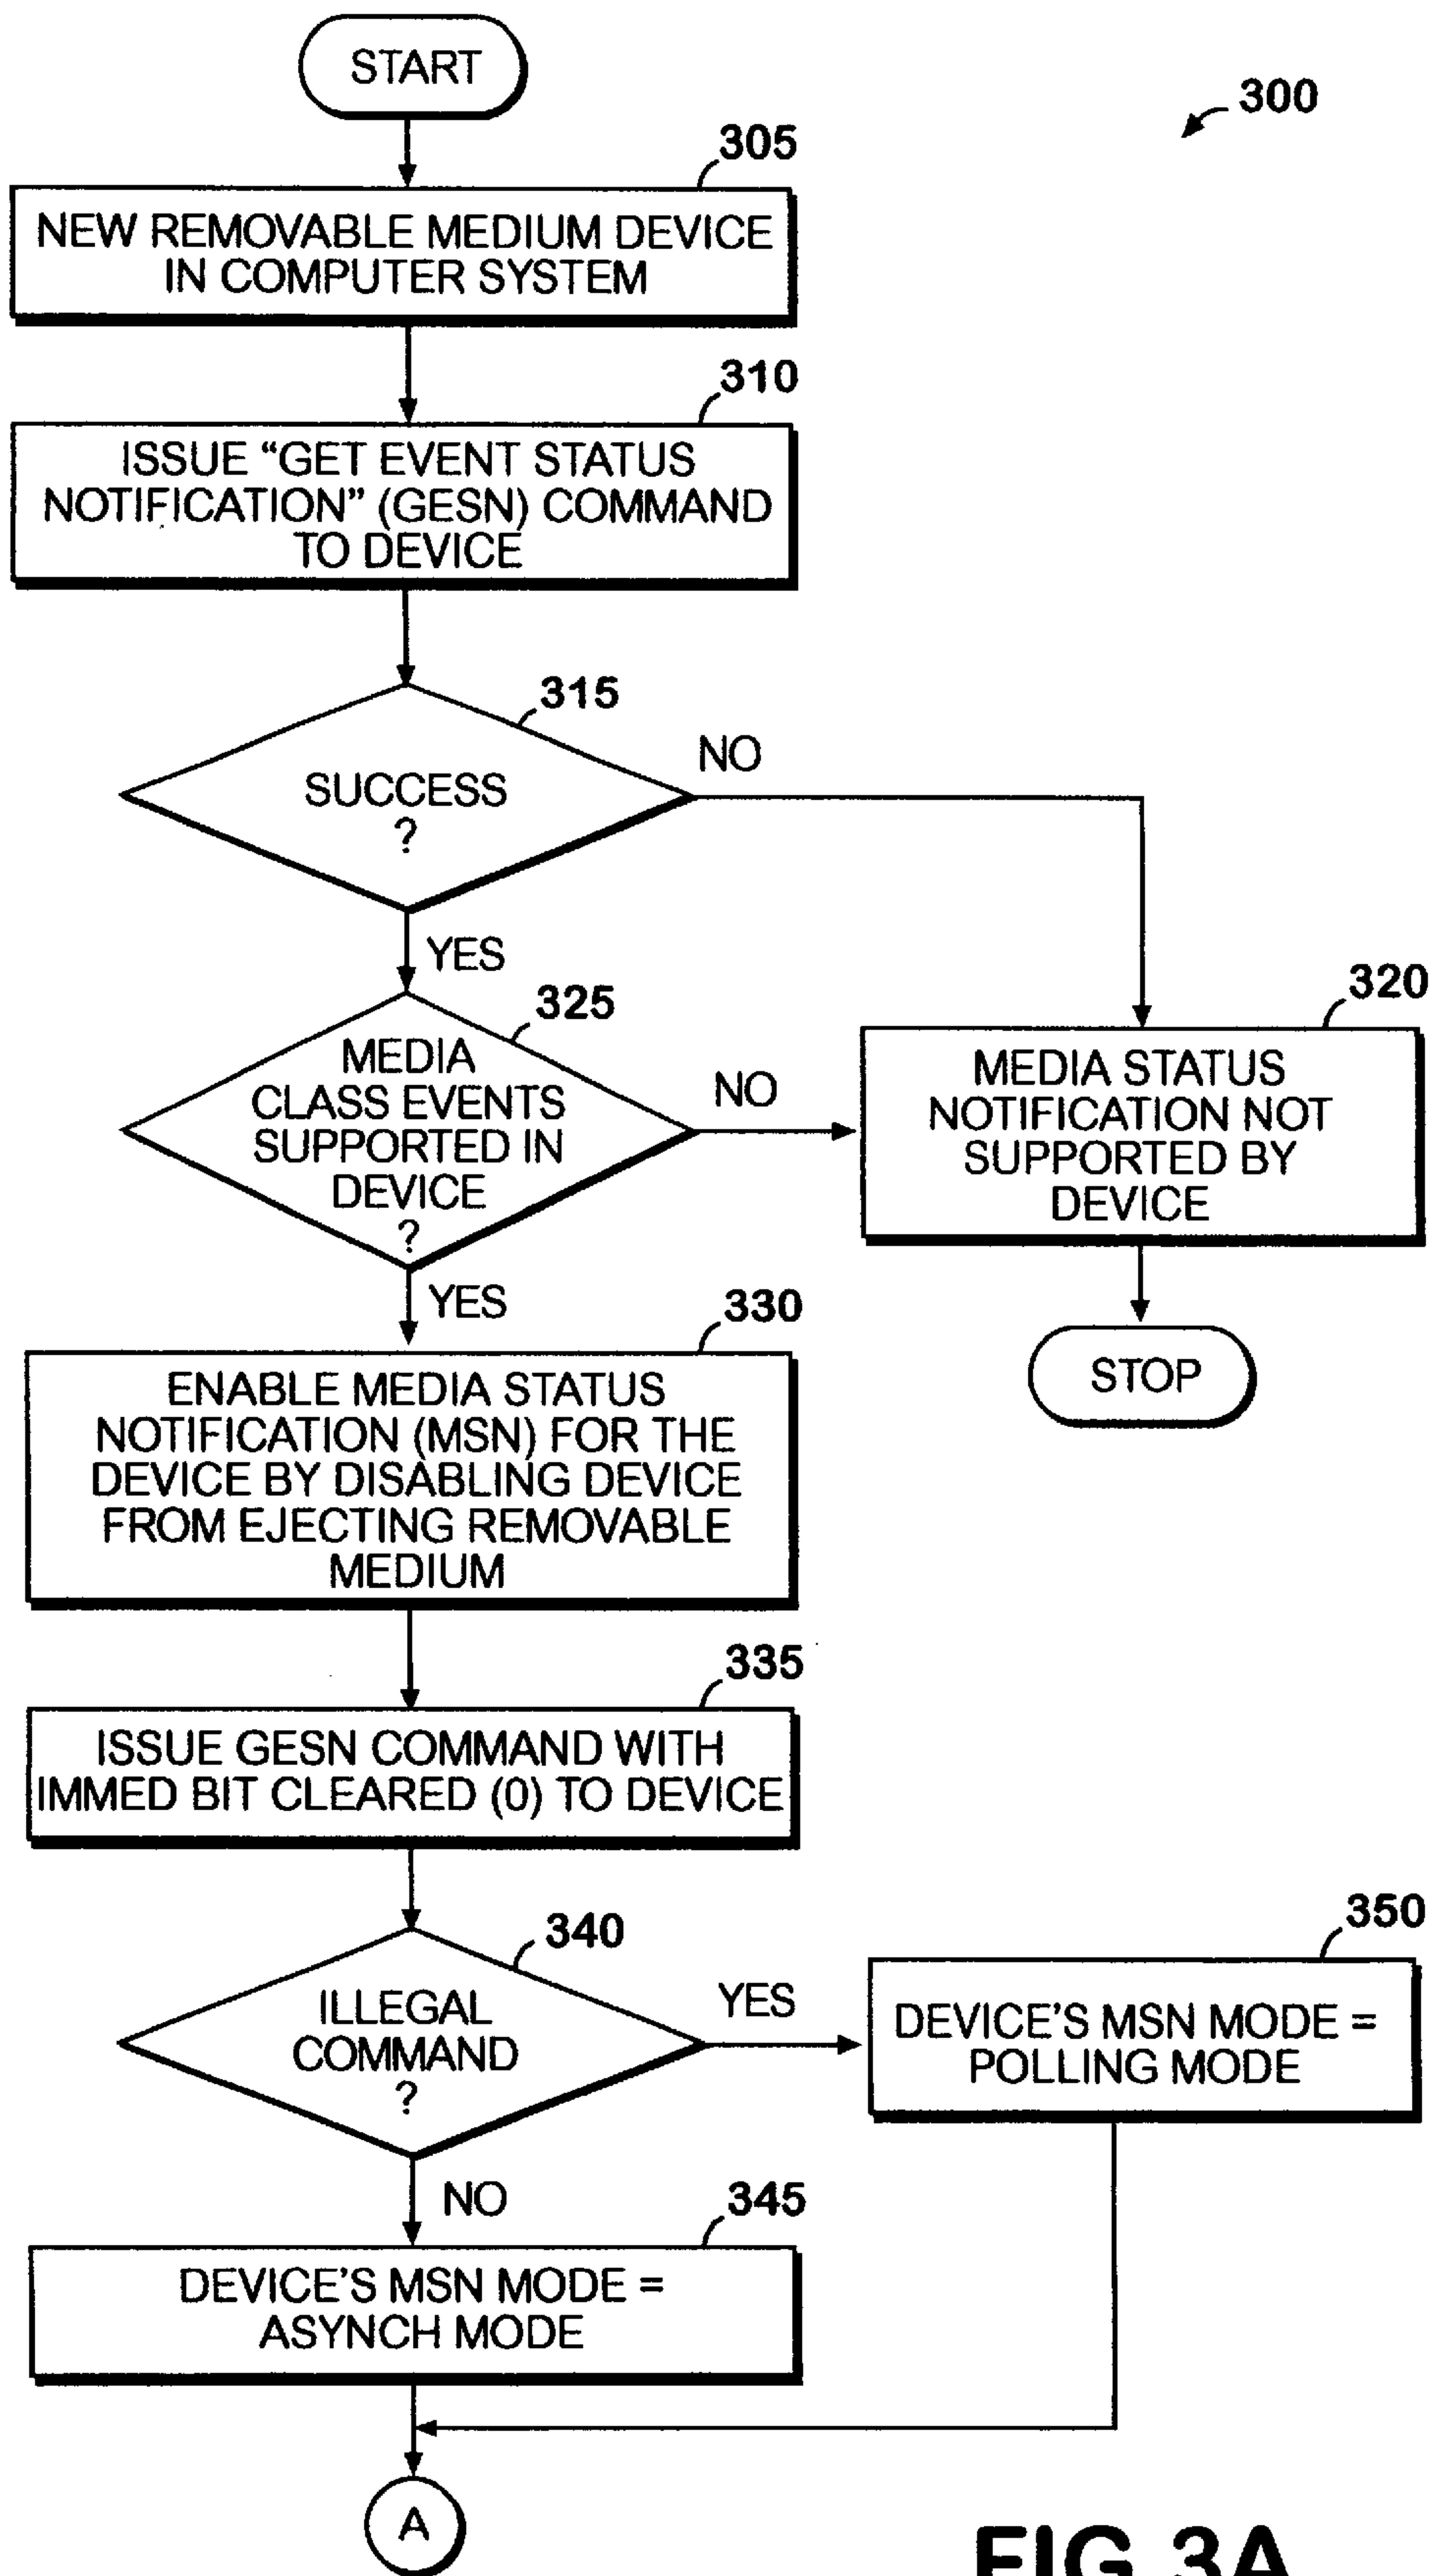 START
300
305
NEW REMOVABLE MEDIUM DEVICE
IN COMPUTER SYSTEM
310
ISSUE “GET EVENT STATUS
NOTIFICATION” (GESN) COMMAND
TO DEVICE
315
SUCCESS
?
NO
YES
325
MEDIA
CLASS EVENTS
SUPPORTED IN
DEVICE
?
NO
320
MEDIA STATUS
NOTIFICATION NOT
SUPPORTED BY
DEVICE
STOP
YES
330
ENABLE MEDIA STATUS
NOTIFICATION (MSN) FOR THE
DEVICE BY DISABLING DEVICE
FROM EJECTING REMOVABLE
MEDIUM
335
ISSUE GESN COMMAND WITH
IMMED BIT CLEARED (0) TO DEVICE
340
ILLEGAL
COMMAND
?
YES
350
DEVICE'S MSN MODE =
POLLING MODE
NO
345
DEVICE'S MSN MODE =
ASYNCH MODE
A
FIG.3A